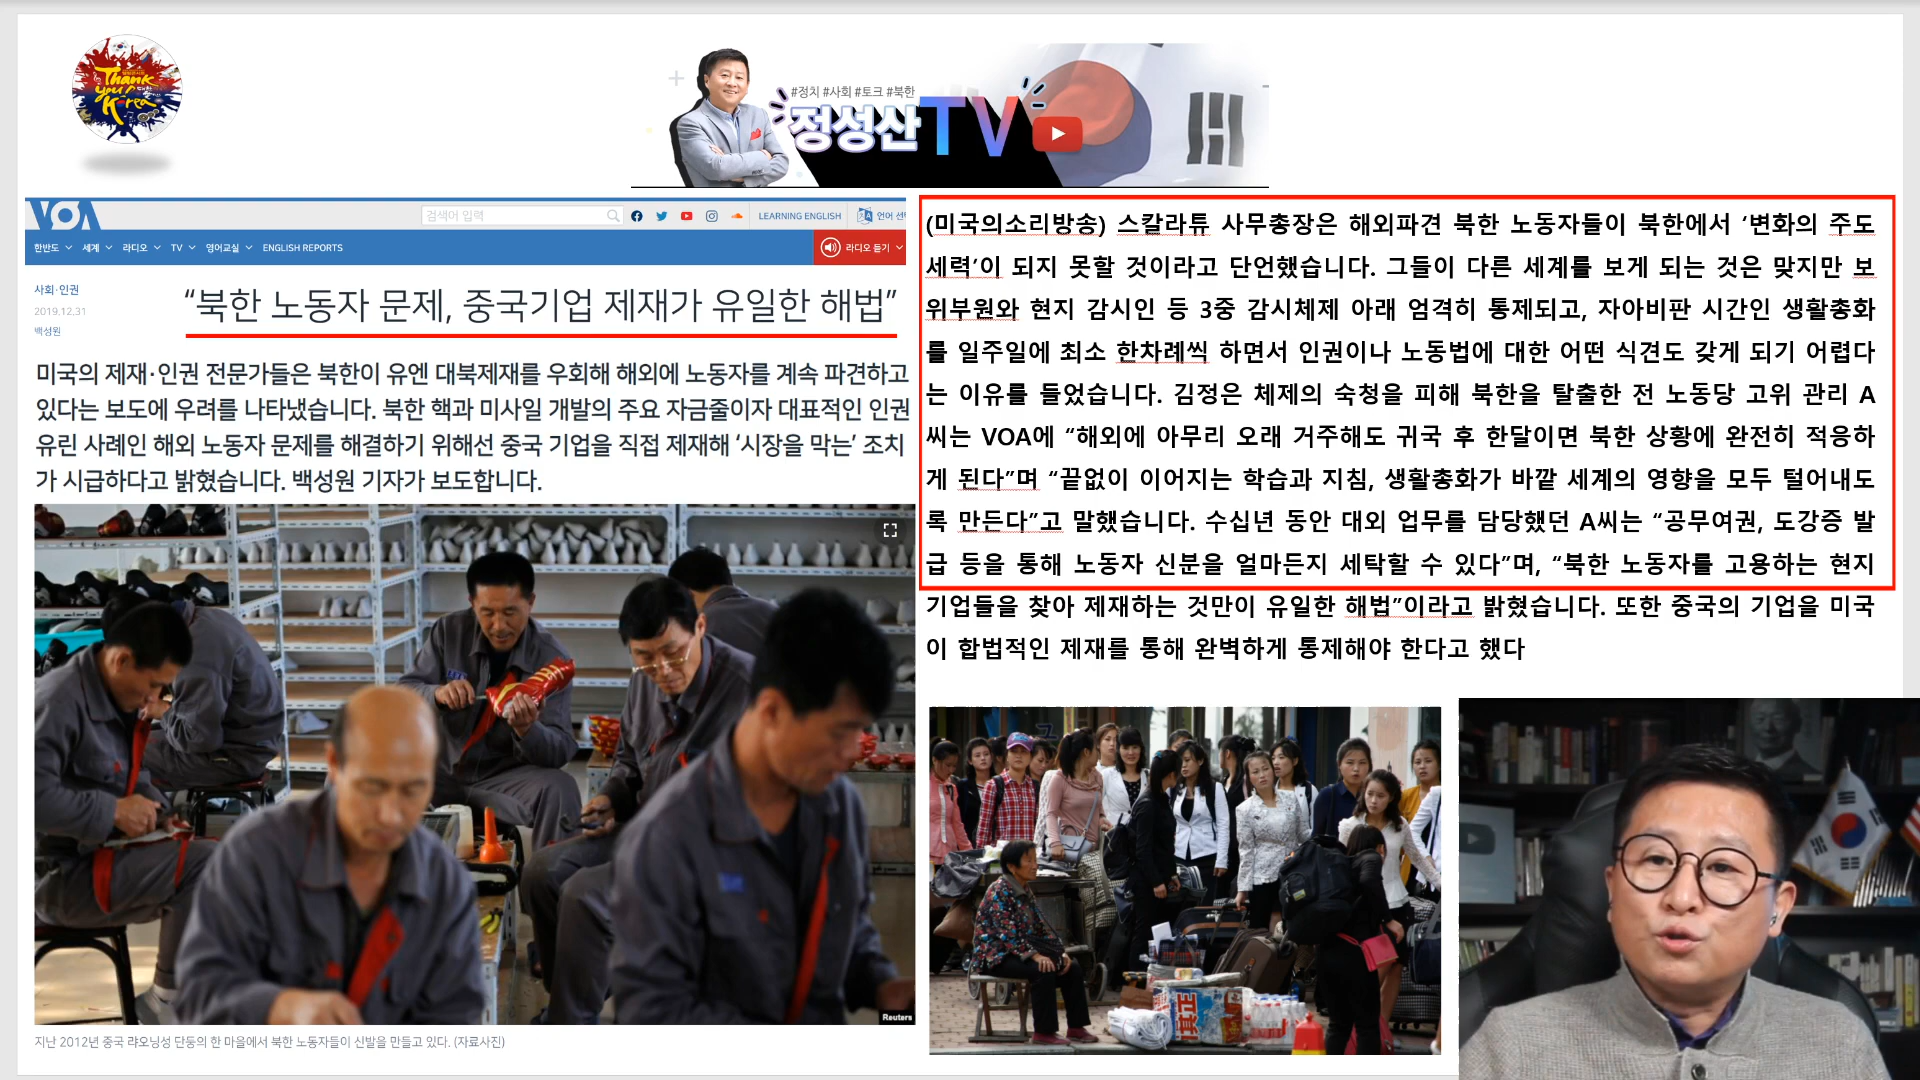 Thank
you
Korea
#정치 #사회 #토크 #북한
정성산TV
VOA
검색어 입력
LEARNING ENGLISH
언어 선
한반도 세계 라디오 TV 영어교실 ENGLISH REPORTS
라디오 듣기
사회·인권
2019.12.31
백성원
“북한 노동자 문제, 중국기업 제재가 유일한 해법”
미국의 제재·인권 전문가들은 북한이 유엔 대북제재를 우회해 해외에 노동자를 계속 파견하고
있다는 보도에 우려를 나타냈습니다. 북한 핵과 미사일 개발의 주요 자금줄이자 대표적인 인권
유린 사례인 해외 노동자 문제를 해결하기 위해선 중국 기업을 직접 제재해 ‘시장을 막는’ 조치
가 시급하다고 밝혔습니다. 백성원 기자가 보도합니다.
Reuters
지난 2012년 중국 랴오닝성 단둥의 한 마을에서 북한 노동자들이 신발을 만들고 있다. (자료사진)
(미국의소리방송) 스칼라튜 사무총장은 해외파견 북한 노동자들이 북한에서 ‘변화의 주도
세력’이 되지 못할 것이라고 단언했습니다. 그들이 다른 세계를 보게 되는 것은 맞지만 보
위부원와 현지 감시인 등 3중 감시체제 아래 엄격히 통제되고, 자아비판 시간인 생활총화
를 일주일에 최소 한차례씩 하면서 인권이나 노동법에 대한 어떤 식견도 갖게 되기 어렵다
는 이유를 들었습니다. 김정은 체제의 숙청을 피해 북한을 탈출한 전 노동당 고위 관리 A
씨는 VOA에 “해외에 아무리 오래 거주해도 귀국 후 한달이면 북한 상황에 완전히 적응하
게 된다”며 “끝없이 이어지는 학습과 지침, 생활총화가 바깥 세계의 영향을 모두 털어내도
록 만든다”고 말했습니다. 수십년 동안 대외 업무를 담당했던 A씨는 “공무여권, 도강증 발
급 등을 통해 노동자 신분을 얼마든지 세탁할 수 있다”며, “북한 노동자를 고용하는 현지
기업들을 찾아 제재하는 것만이 유일한 해법”이라고 밝혔습니다. 또한 중국의 기업을 미국
이 합법적인 제재를 통해 완벽하게 통제해야 한다고 했다